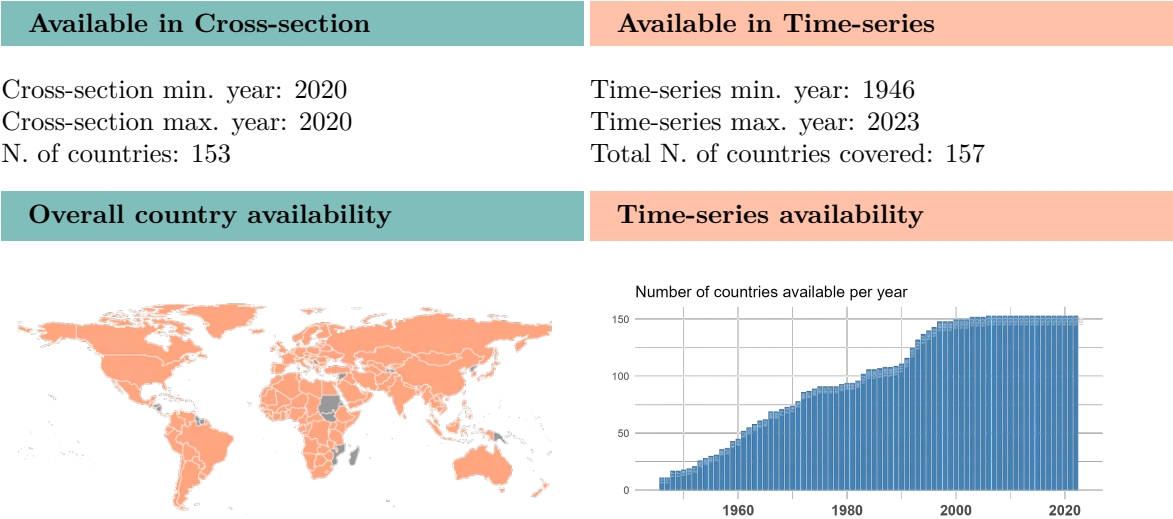 Available in Cross-section
Cross-section min. year: 2020
Cross-section max. year: 2020
N. of countries: 153
Available in Time-series
Time-series min. year: 1946
Time-series max. year: 2023
Total N. of countries covered: 157
Overall country availability
Time-series availability
Number of countries available per year
150
100
50
0
1960 1980 2000 2020